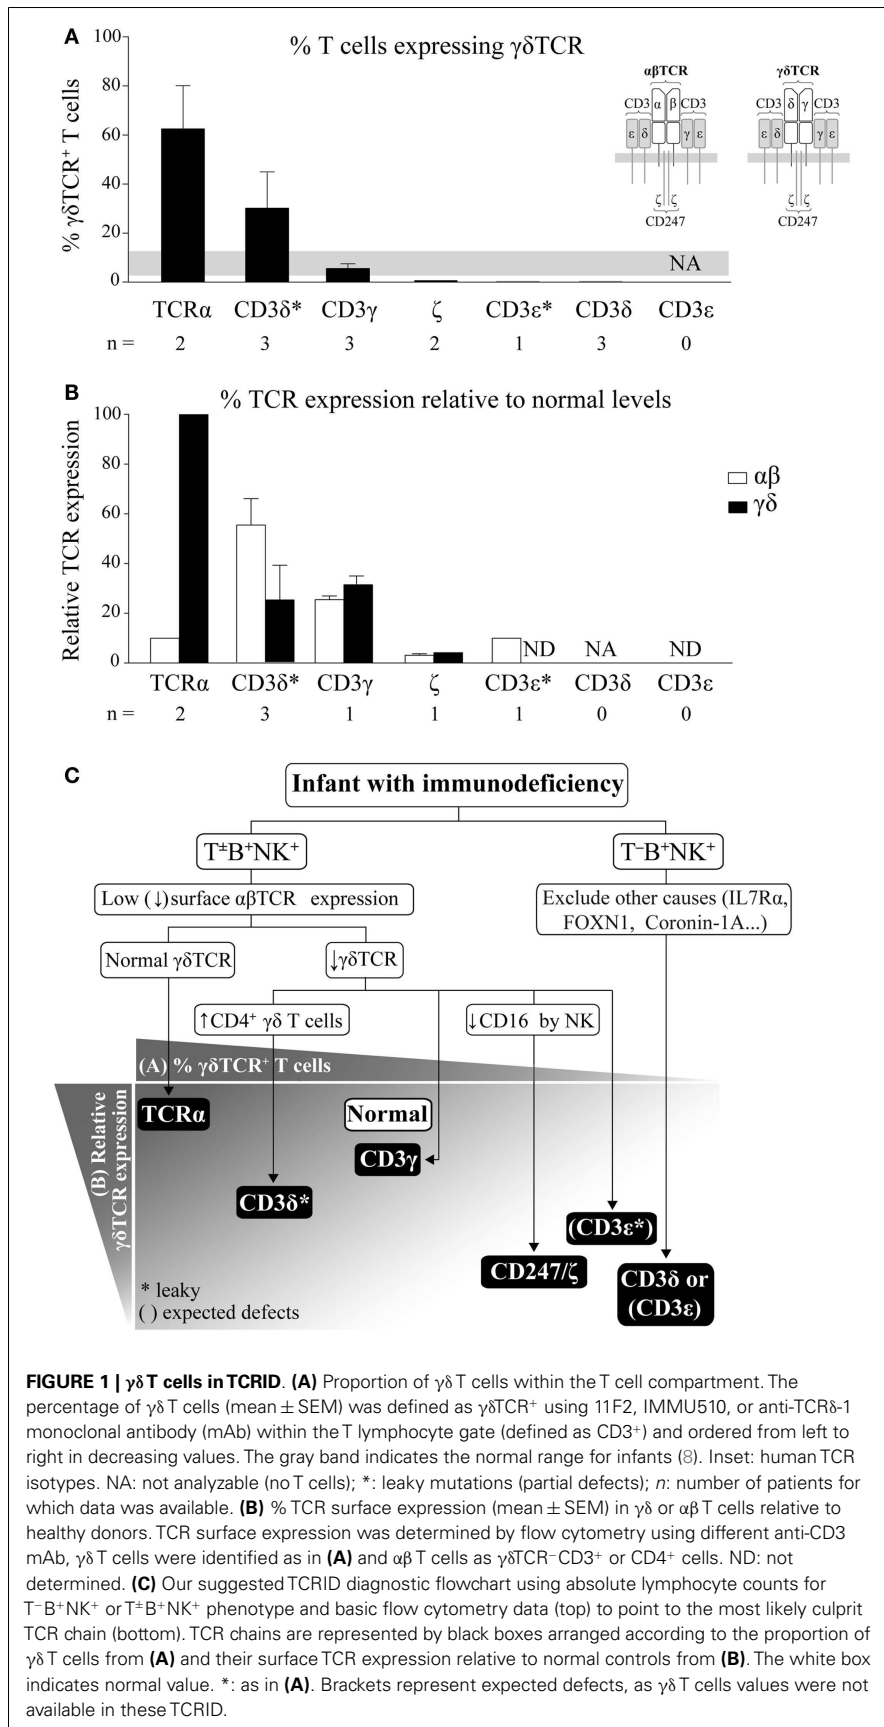 A
% T cells expressing γδTCR
% γδTCR⁺ T cells
100
80
60
40
20
0
αβTCR
γδTCR
CD3
α
β
CD3
ε
δ
γ
ε
ζ
ζ
CD247
CD3
δ
γ
CD3
ε
δ
γ
ε
ζ
ζ
CD247
NA
TCRα CD3δ* CD3γ ζ CD3ε* CD3δ CD3ε
n = 2 3 3 2 1 3 0
B
% TCR expression relative to normal levels
Relative TCR expression
100
80
60
40
20
0
αβ
γδ
ND NA ND
TCRα CD3δ* CD3γ ζ CD3ε* CD3δ CD3ε
n = 2 3 1 1 1 0 0
C
Infant with immunodeficiency
T±B⁺NK⁺
T⁻B⁺NK⁺
Low (↓) surface αβTCR expression
Exclude other causes (IL7Rα,
FOXN1, Coronin-1A...)
Normal γδTCR
↓γδTCR
↑CD4⁺ γδ T cells
↓CD16 by NK
(A) % γδTCR⁺ T cells
(B) Relative
γδTCR expression
TCRα
Normal
CD3γ
CD3δ*
(CD3ε*)
CD247/ζ
CD3δ or
(CD3ε)
* leaky
( ) expected defects
FIGURE 1 | γδ T cells in TCRID. (A) Proportion of γδ T cells within the T cell compartment. The
percentage of γδ T cells (mean ± SEM) was defined as γδTCR⁺ using 11F2, IMMU510, or anti-TCRδ-1
monoclonal antibody (mAb) within the T lymphocyte gate (defined as CD3⁺) and ordered from left to
right in decreasing values. The gray band indicates the normal range for infants (8). Inset: human TCR
isotypes. NA: not analyzable (no T cells); *: leaky mutations (partial defects); n: number of patients for
which data was available. (B) % TCR surface expression (mean ± SEM) in γδ or αβ T cells relative to
healthy donors. TCR surface expression was determined by flow cytometry using different anti-CD3
mAb, γδ T cells were identified as in (A) and αβ T cells as γδTCR⁻CD3⁺ or CD4⁺ cells. ND: not
determined. (C) Our suggested TCRID diagnostic flowchart using absolute lymphocyte counts for
T⁻B⁺NK⁺ or T±B⁺NK⁺ phenotype and basic flow cytometry data (top) to point to the most likely culprit
TCR chain (bottom). TCR chains are represented by black boxes arranged according to the proportion of
γδ T cells from (A) and their surface TCR expression relative to normal controls from (B). The white box
indicates normal value. *: as in (A). Brackets represent expected defects, as γδ T cells values were not
available in these TCRID.